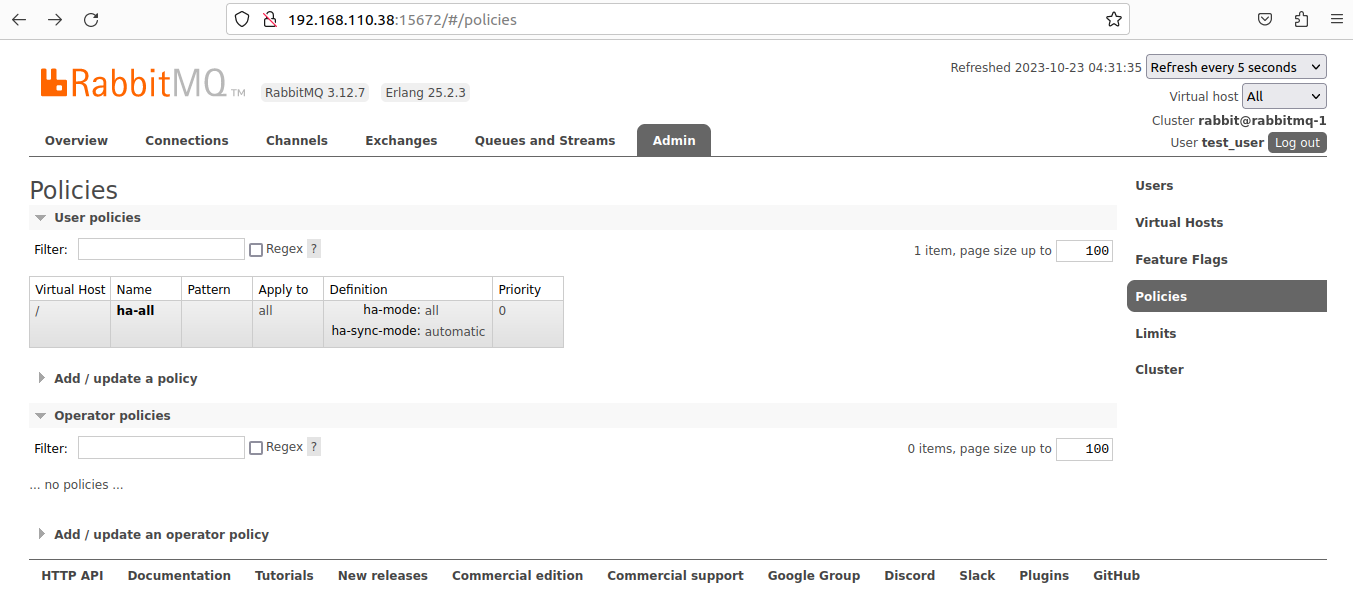 192.168.110.38:15672/#/policies
RabbitMQ TM RabbitMQ 3.12.7 Erlang 25.2.3
Refreshed 2023-10-23 04:31:35 Refresh every 5 seconds
Virtual host All
Cluster rabbit@rabbitmq-1
User test_user Log out
Overview Connections Channels Exchanges Queues and Streams Admin
Policies
User policies
Filter: Regex ? 1 item, page size up to 100
Virtual Host Name Pattern Apply to Definition Priority
/ ha-all all ha-mode: all 0
ha-sync-mode: automatic
Add / update a policy
Operator policies
Filter: Regex ? 0 items, page size up to 100
... no policies ...
Add / update an operator policy
Users
Virtual Hosts
Feature Flags
Policies
Limits
Cluster
HTTP API Documentation Tutorials New releases Commercial edition Commercial support Google Group Discord Slack Plugins GitHub